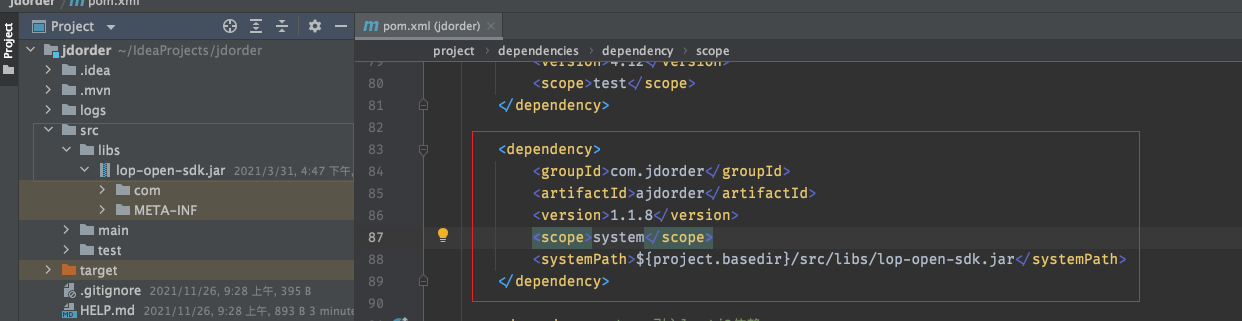 jdorder / pom.xml
Project
Project
jdorder ~/IdeaProjects/jdorder
.idea
.mvn
logs
src
libs
lop-open-sdk.jar 2021/3/31, 4:47 下午,
com
META-INF
main
test
target
.gitignore 2021/11/26, 9:28 上午, 395 B
HELP.md 2021/11/26, 9:28 上午, 893 B 3 minute
pom.xml (jdorder)
project › dependencies › dependency › scope
79 <version>4.12</version>
80 <scope>test</scope>
81 </dependency>
82
83 <dependency>
84 <groupId>com.jdorder</groupId>
85 <artifactId>ajdorder</artifactId>
86 <version>1.1.8</version>
87 <scope>system</scope>
88 <systemPath>${project.basedir}/src/libs/lop-open-sdk.jar</systemPath>
89 </dependency>
90